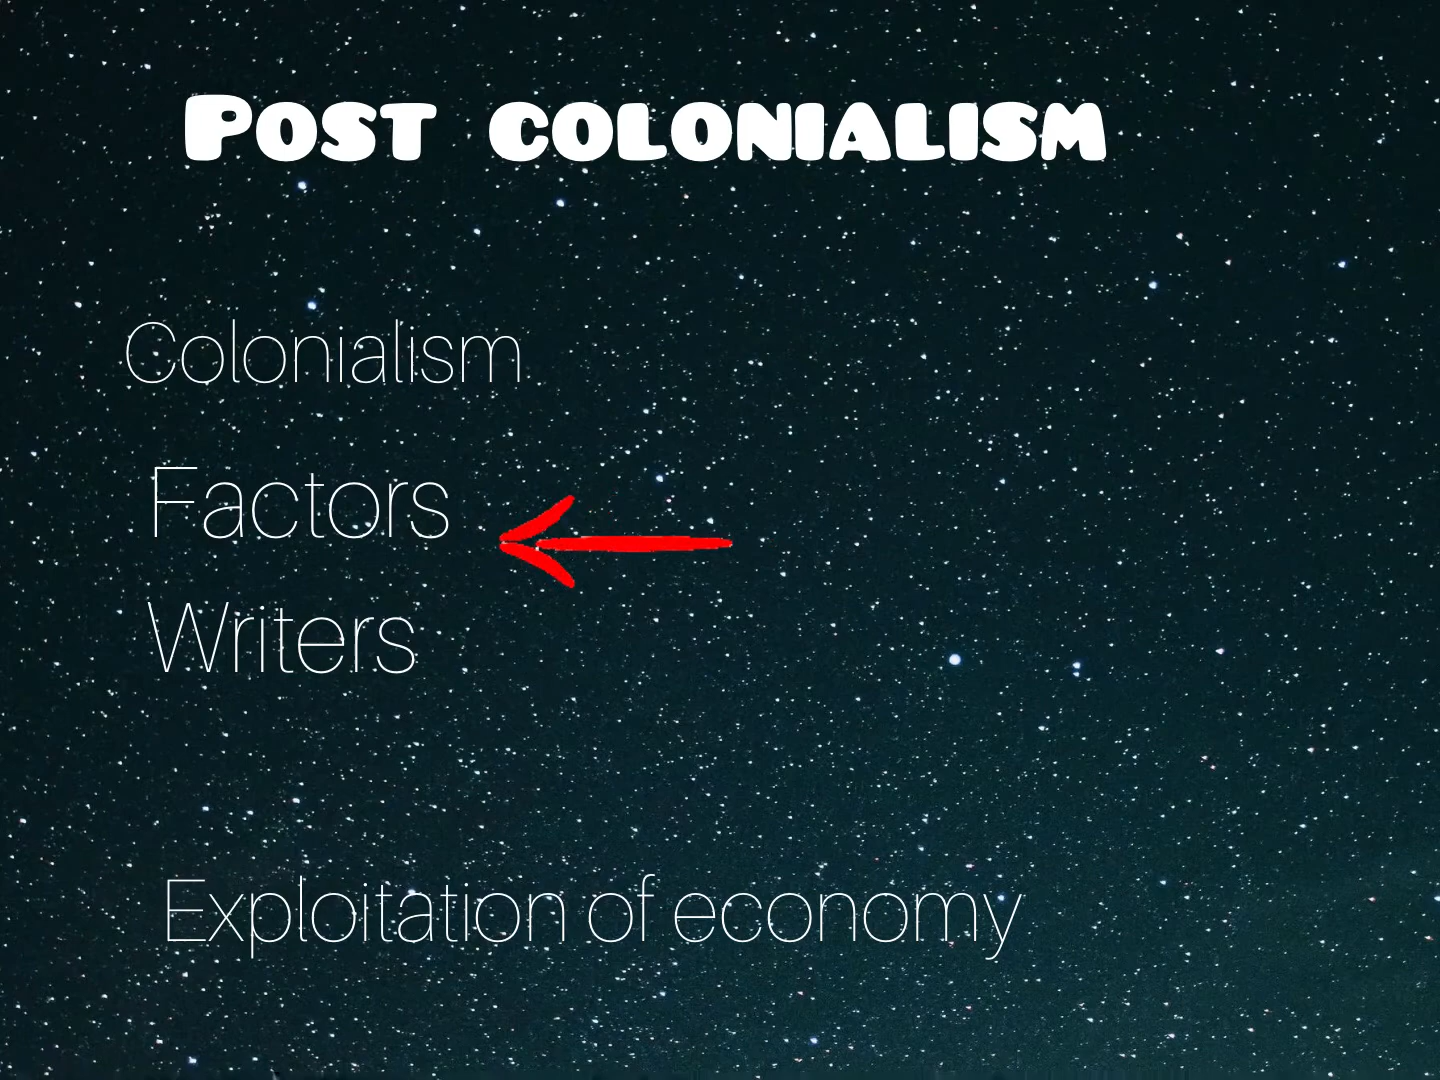 Post colonialism
Colonialism
Factors
Writers
Exploitation of economy